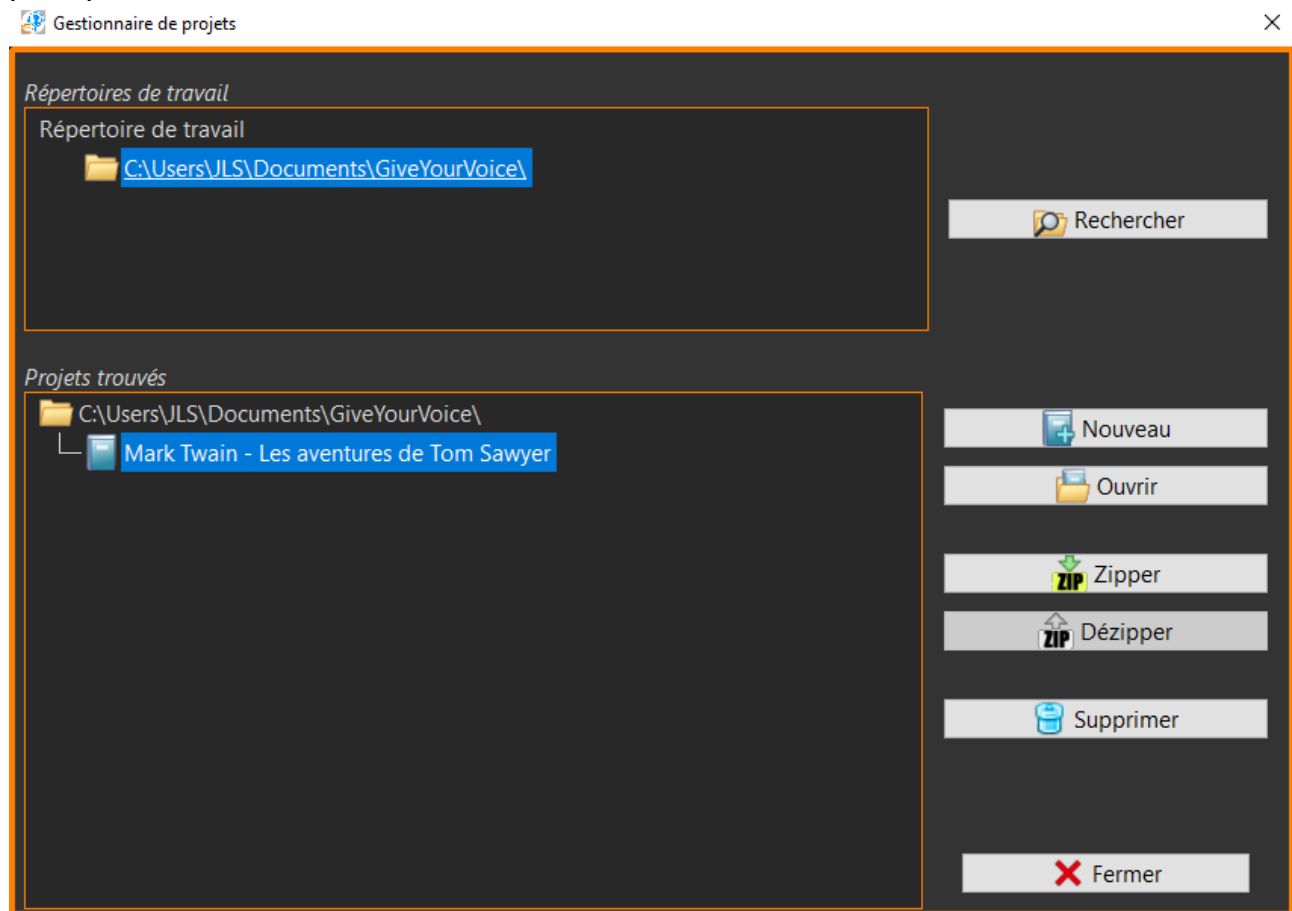 Gestionnaire de projets
Répertoires de travail
Répertoire de travail
C:\Users\JLS\Documents\GiveYourVoice\
Rechercher
Projets trouvés
C:\Users\JLS\Documents\GiveYourVoice\
Mark Twain - Les aventures de Tom Sawyer
Nouveau
Ouvrir
ZIP Zipper
ZIP Dézipper
Supprimer
Fermer